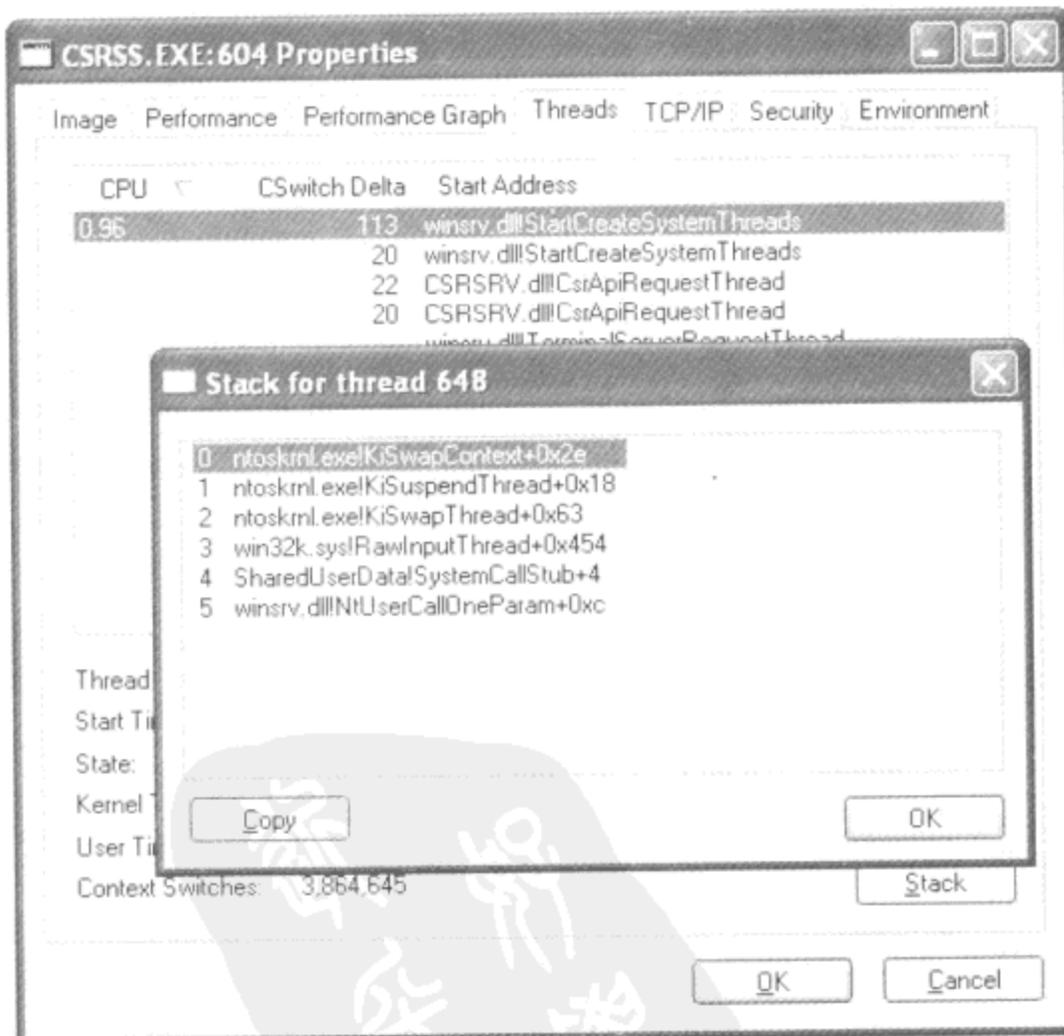 CSRSS.EXE:604 Properties
Image Performance Performance Graph Threads TCP/IP Security Environment
CPU CSwitch Delta Start Address
0.96 113 winsrv.dll!StartCreateSystemThreads
20 winsrv.dll!StartCreateSystemThreads
22 CSRSRV.dll!CsrApiRequestThread
20 CSRSRV.dll!CsrApiRequestThread
winsrv.dll!TerminalServerRequestThread
Stack for thread 648
0 ntoskrnl.exe!KiSwapContext+0x2e
1 ntoskrnl.exe!KiSuspendThread+0x18
2 ntoskrnl.exe!KiSwapThread+0x63
3 win32k.sys!RawInputThread+0x454
4 SharedUserData!SystemCallStub+4
5 winsrv.dll!NtUserCallOneParam+0xc
Copy OK
Thread
Start
State:
Kernel
User
Context Switches: 3,864,645
Stack
OK Cancel